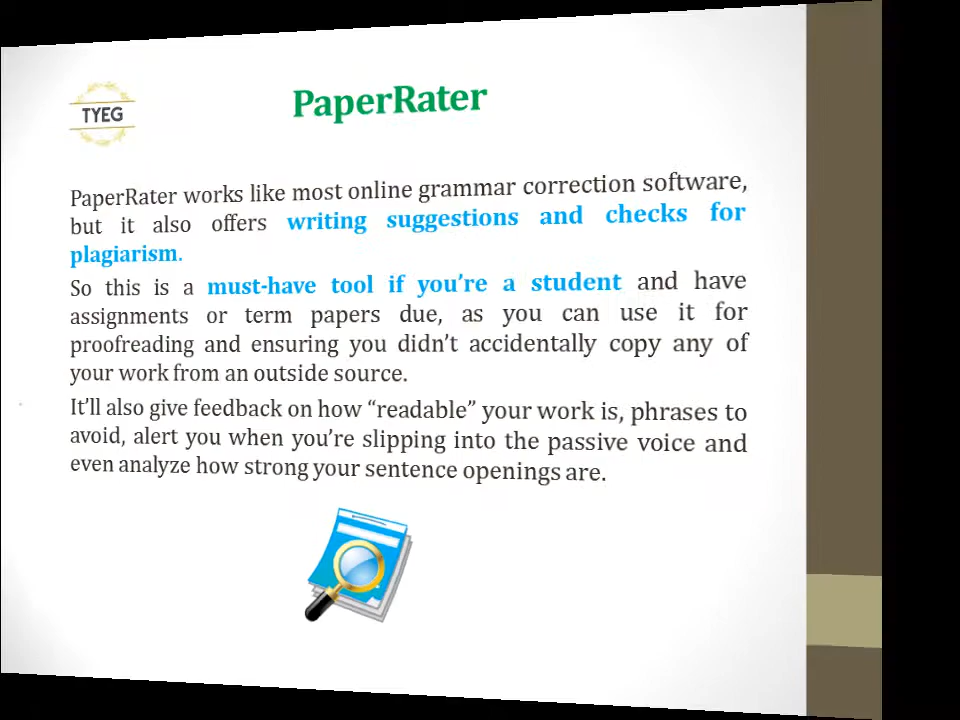 TYEG
PaperRater
PaperRater works like most online grammar correction software,
but it also offers writing suggestions and checks for
plagiarism.
So this is a must-have tool if you're a student and have
assignments or term papers due, as you can use it for
proofreading and ensuring you didn't accidentally copy any of
your work from an outside source.
It'll also give feedback on how “readable” your work is, phrases to
avoid, alert you when you're slipping into the passive voice and
even analyze how strong your sentence openings are.